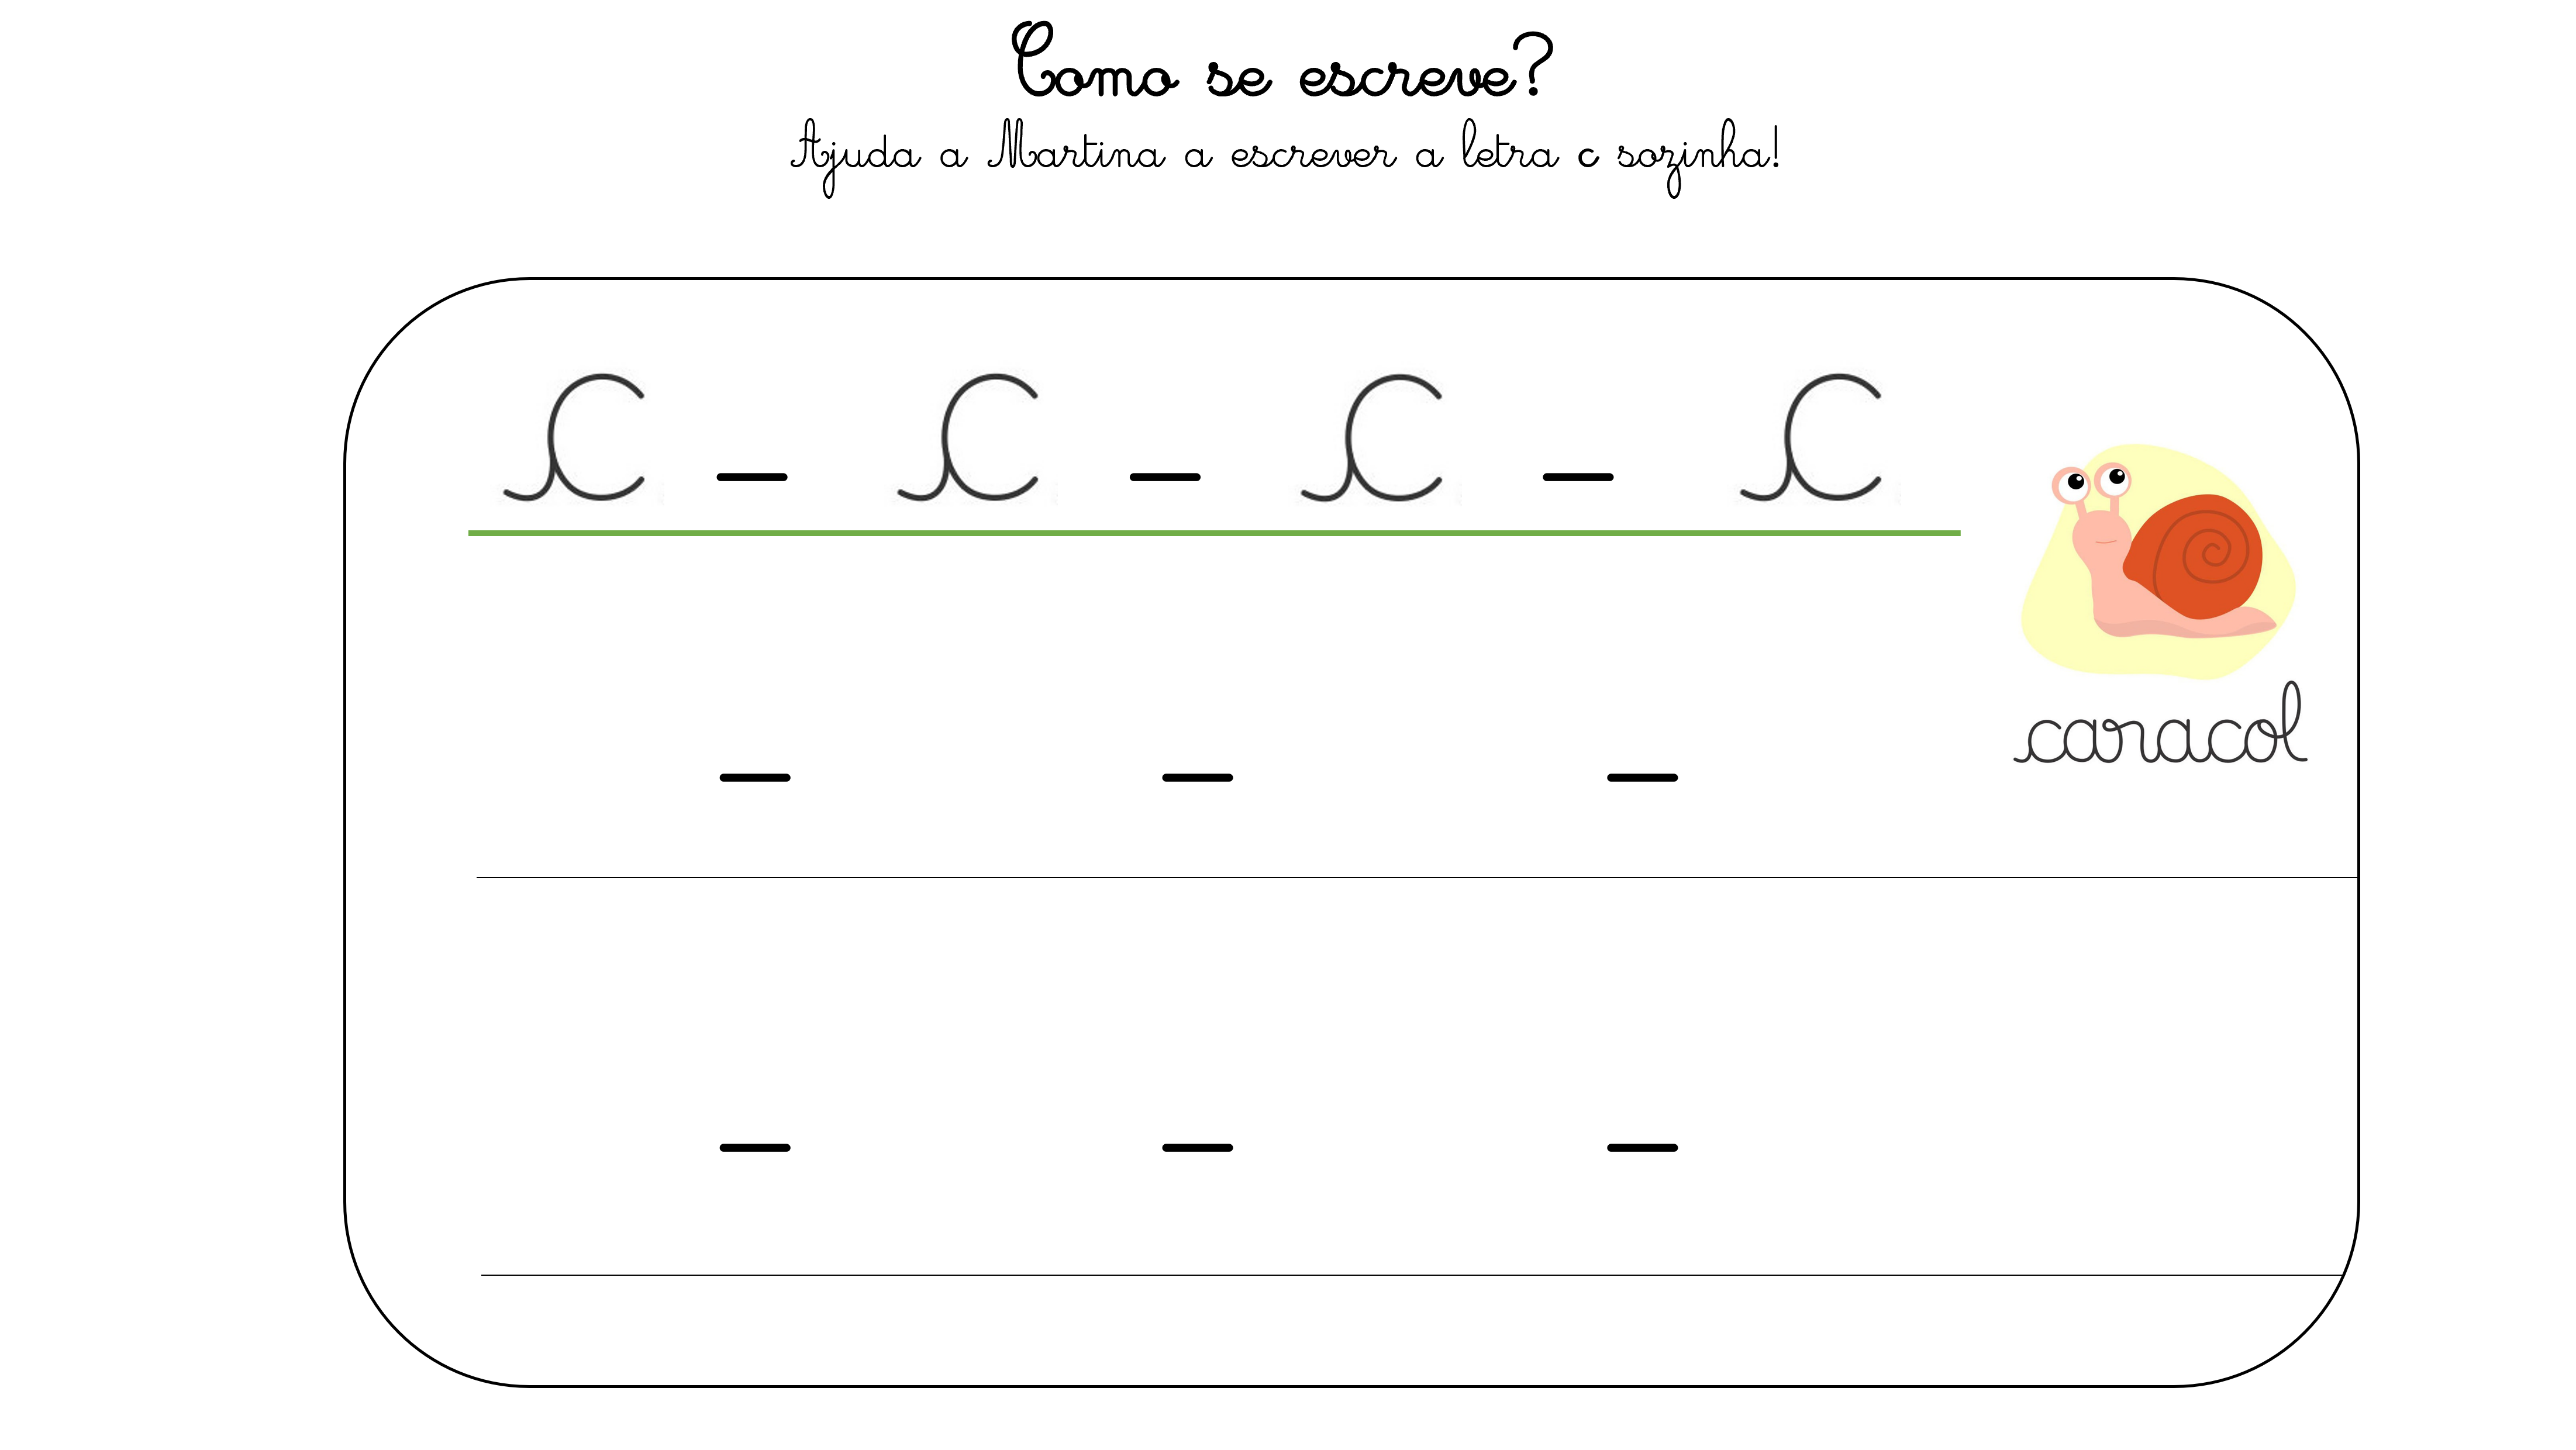 Como se escreve?
Ajuda a Martina a escrever a letra c sozinha!
c - c - c - c
caracol
- - -
- - -